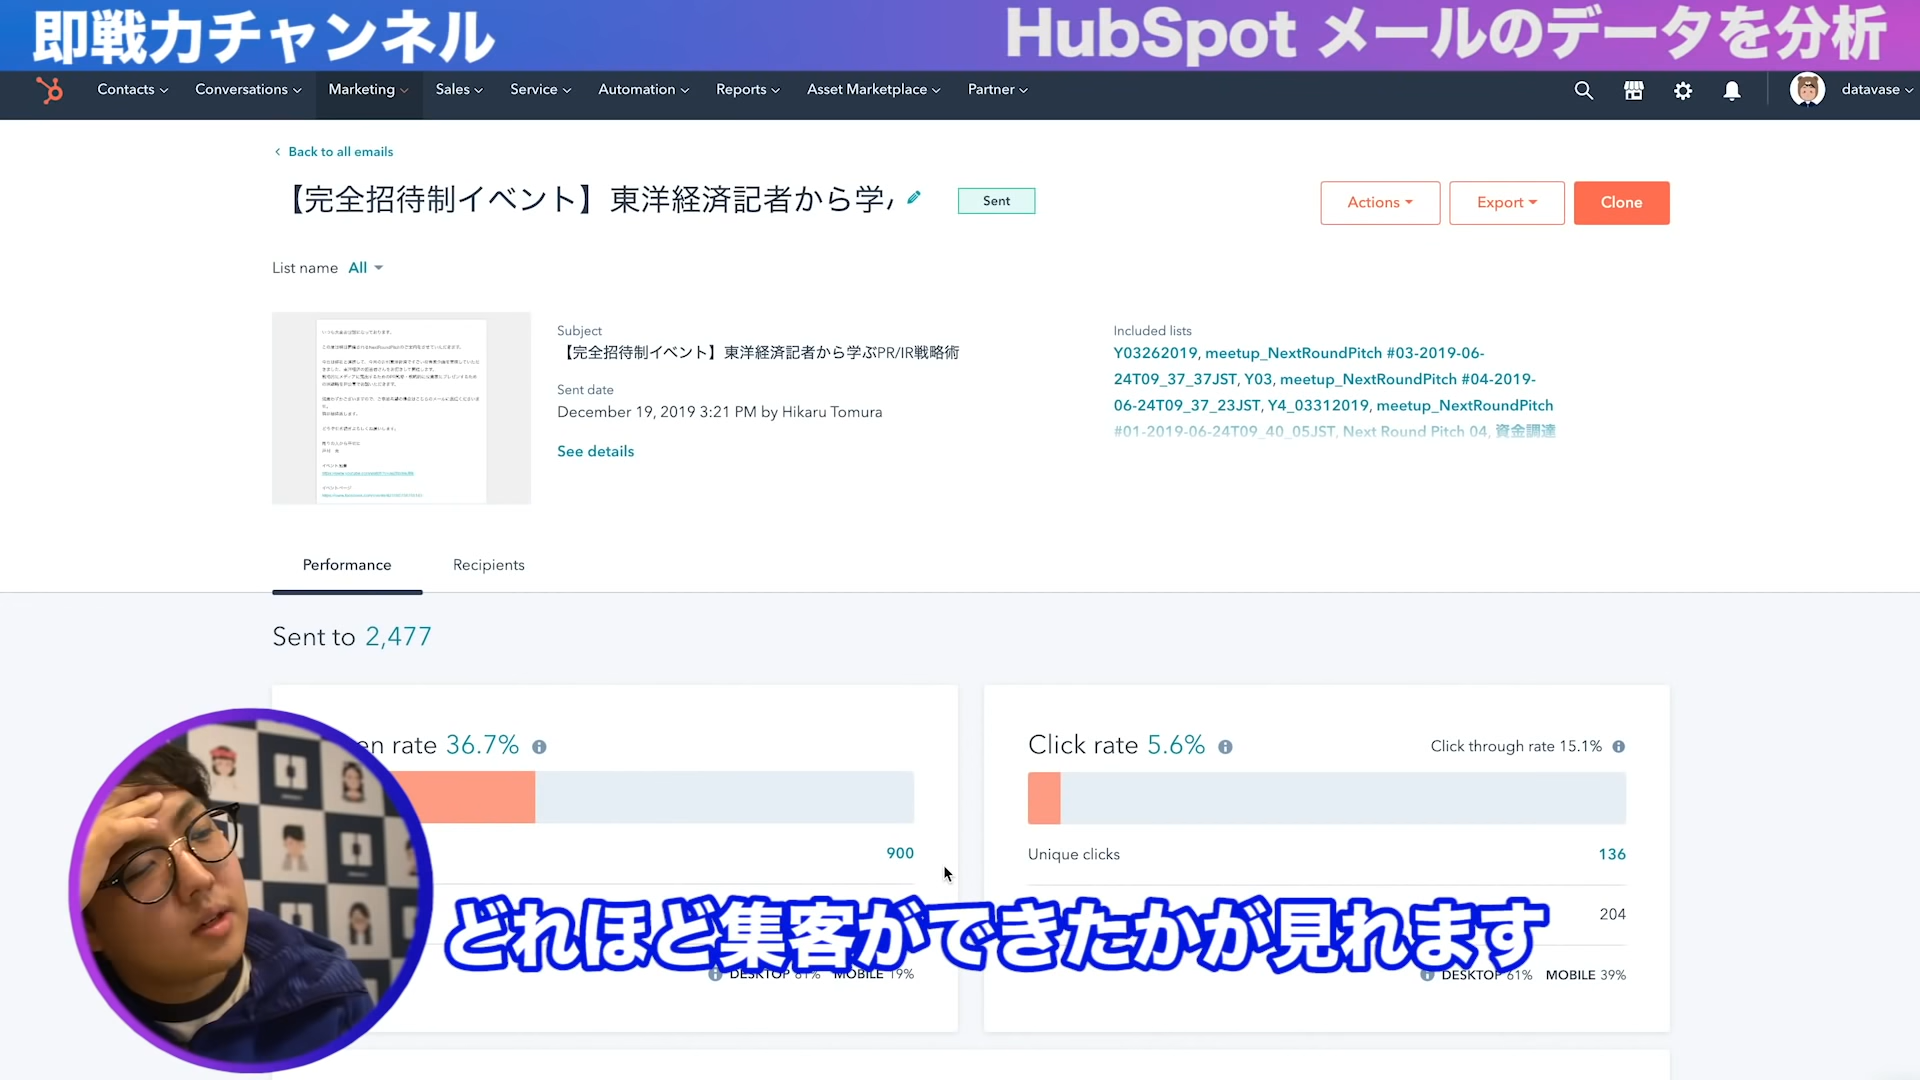 即戦力チャンネル
HubSpot メールのデータを分析
Contacts Conversations Marketing Sales Service Automation Reports Asset Marketplace Partner datavase
Back to all emails
【完全招待制イベント】東洋経済記者から学
Sent
Actions Export Clone
List name All
Subject
【完全招待制イベント】東洋経済記者から学ぶPR/IR戦略術
Sent date
December 19, 2019 3:21 PM by Hikaru Tomura
See details
Included lists
Y03262019, meetup_NextRoundPitch #03-2019-06-
24T09_37_37JST, Y03, meetup_NextRoundPitch #04-2019-
06-24T09_37_23JST, Y4_03312019, meetup_NextRoundPitch
#01-2019-06-24T09_40_05JST, Next Round Pitch 04, 資金調達
Performance Recipients
Sent to 2,477
en rate 36.7%
900
Click rate 5.6%
Click through rate 15.1%
Unique clicks 136
204
どれほど集客ができたかが見れます
DESKTOP 81% MOBILE 19%
DESKTOP 61% MOBILE 39%